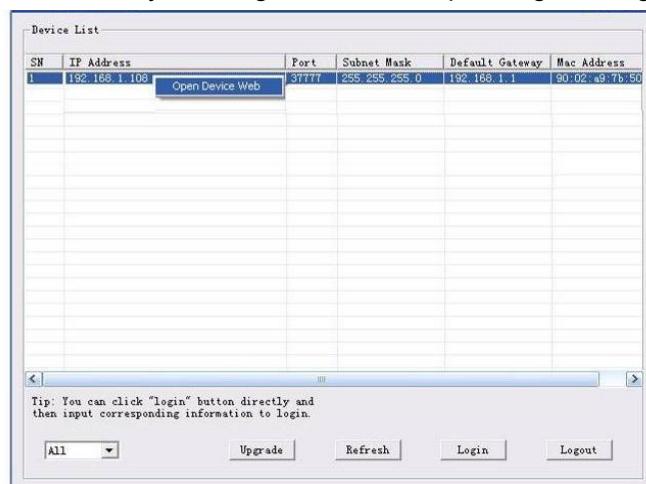 Device List
SN IP Address Port Subnet Mask Default Gateway Mac Address
1 192.168.1.108 37777 255.255.255.0 192.168.1.1 90:02:a9:7b:50
Open Device Web
Tip: You can click "login" button directly and
then input corresponding information to login.
All Upgrade Refresh Login Logout